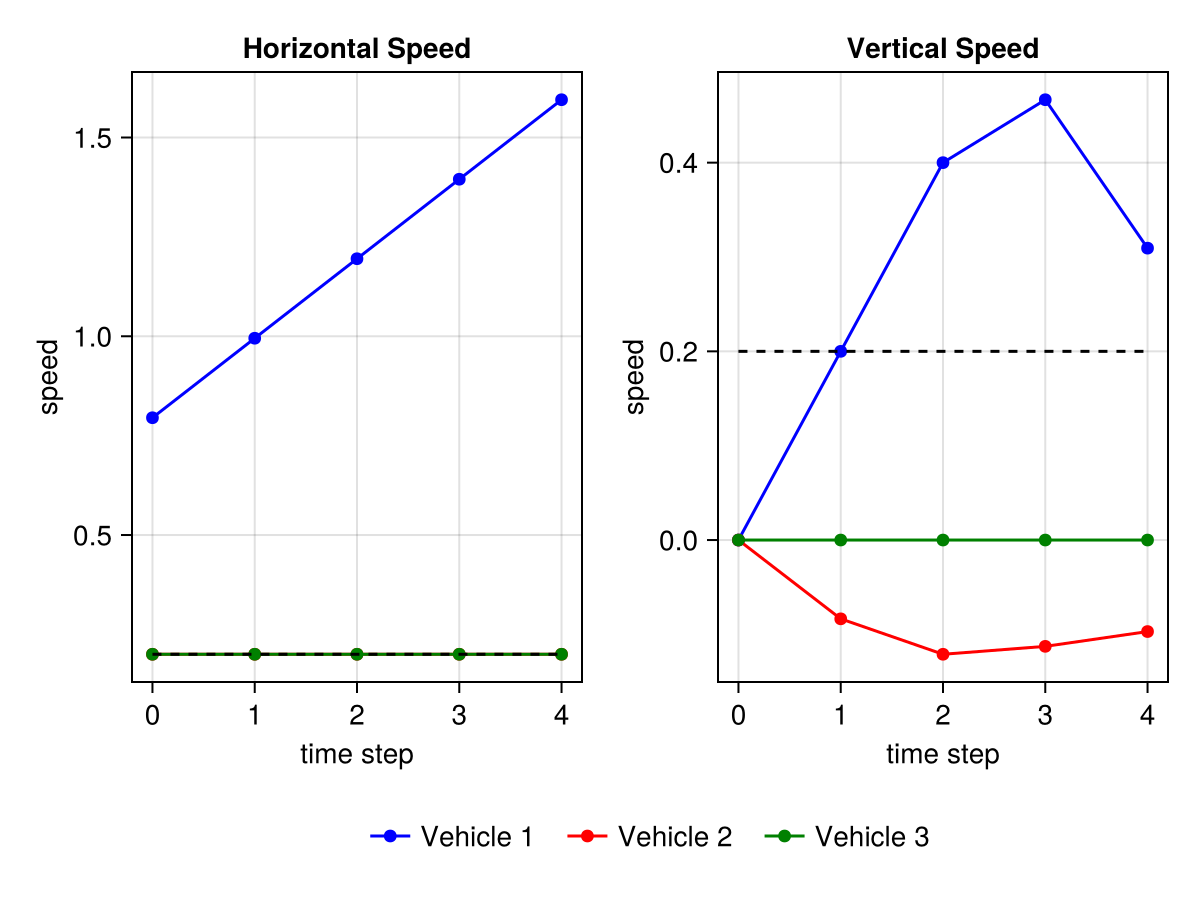 Horizontal Speed
1.5
1.0
0.5
speed
0 1 2 3 4
time step
Vertical Speed
0.4
0.2
0.0
speed
0 1 2 3 4
time step
Vehicle 1 Vehicle 2 Vehicle 3